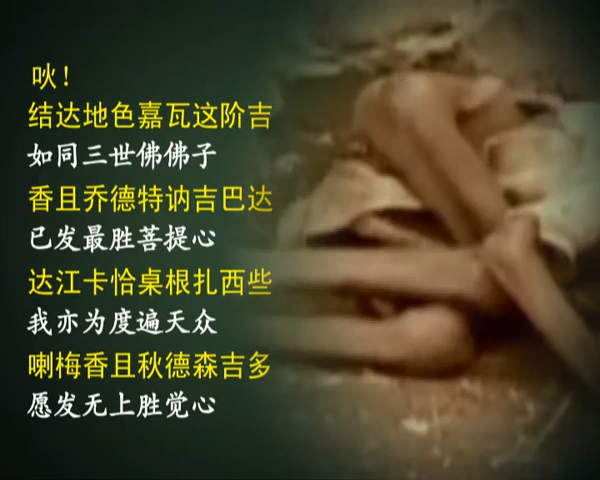 吙！
结达地色嘉瓦这阶吉
如同三世佛佛子
香且乔德特讷吉巴达
已发最胜菩提心
达江卡恰桌根扎西些
我亦为度遍天众
喇梅香且秋德森吉多
愿发无上胜觉心